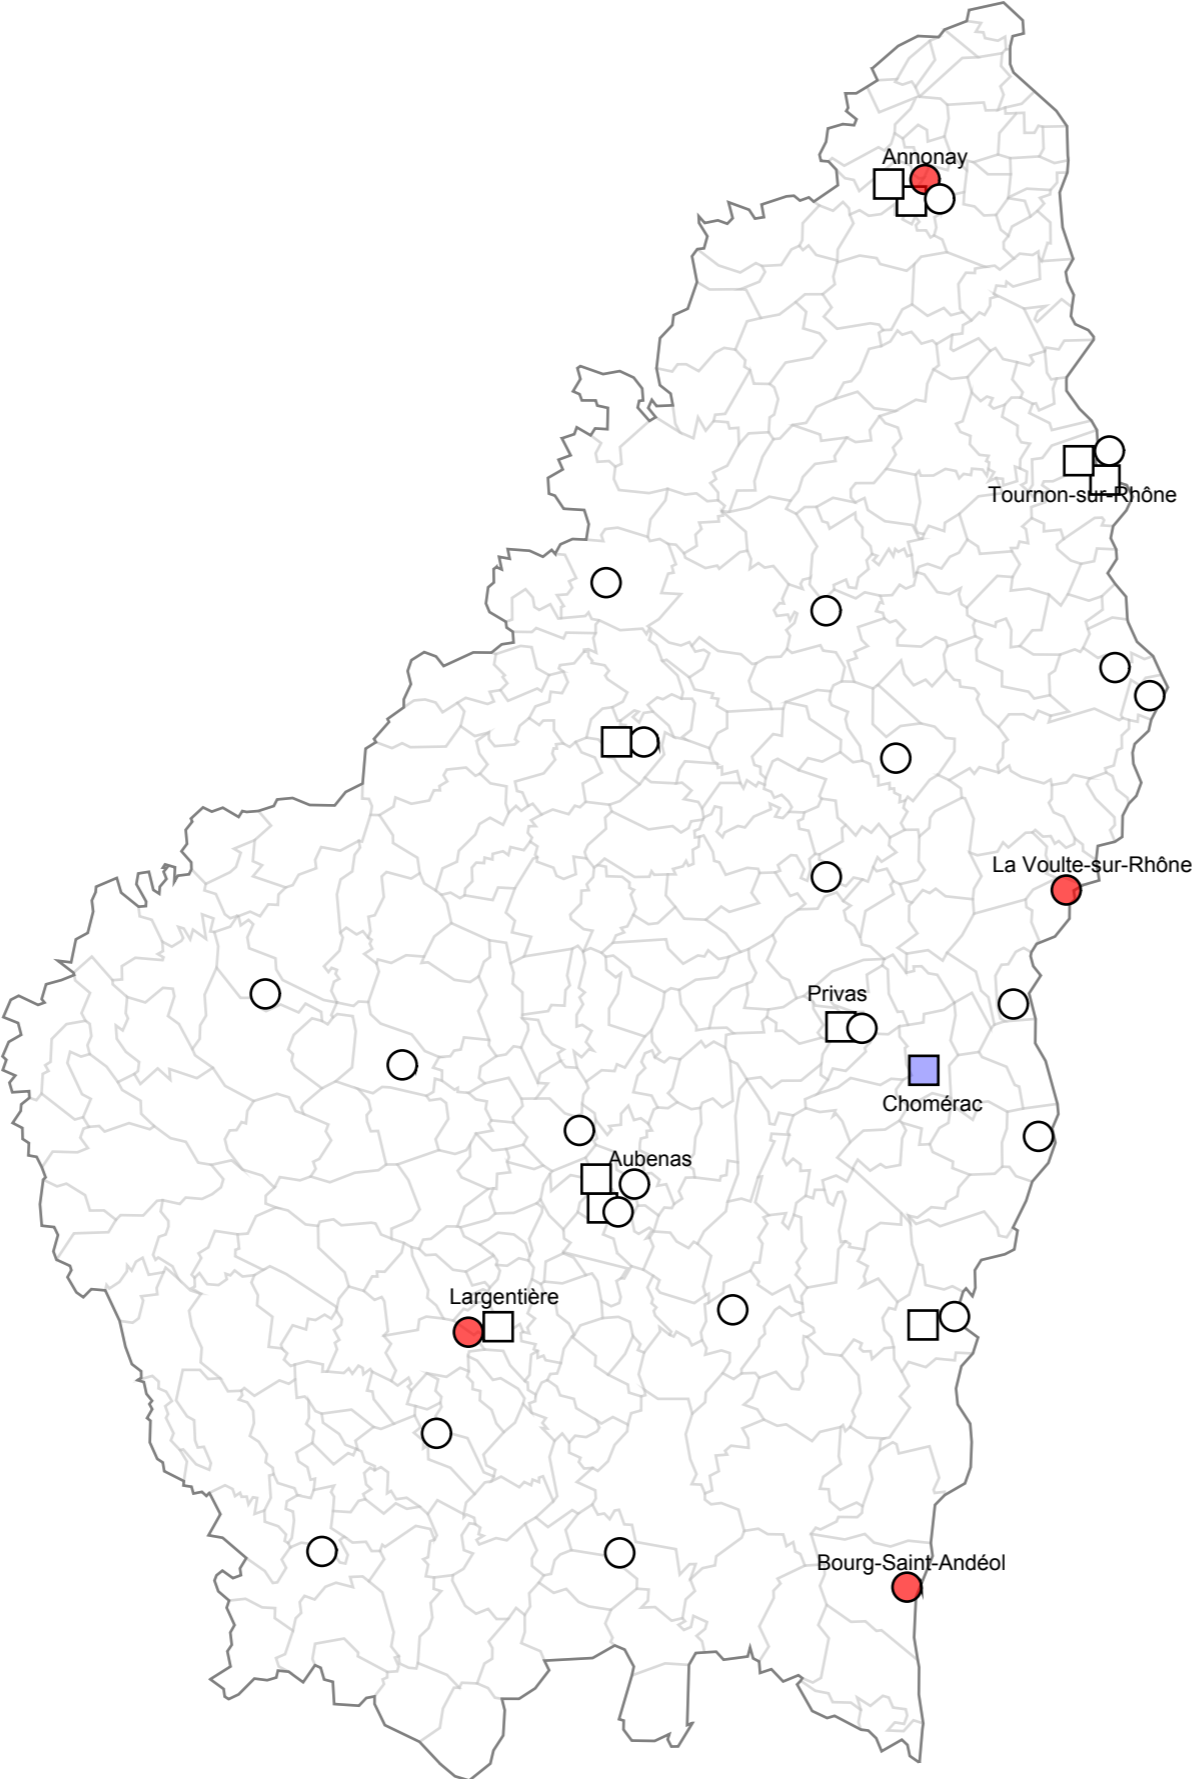 Annonay
Tournon-sur-Rhône
La Voulte-sur-Rhône
Privas
Chomérac
Aubenas
Largentière
Bourg-Saint-Andéol